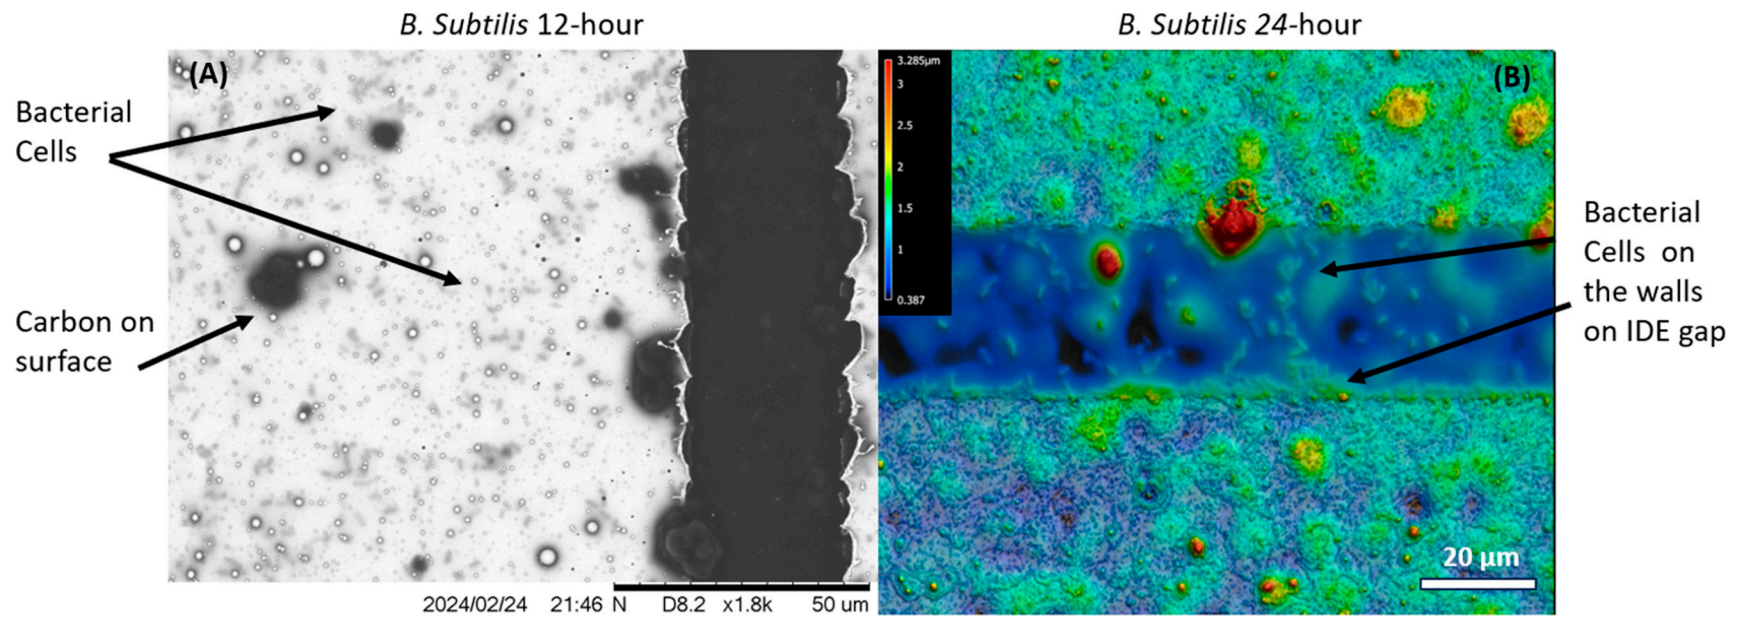 B. Subtilis 12-hour
B. Subtilis 24-hour
(A)
Bacterial
Cells
Carbon on
surface
2024/02/24 21:46 N D8.2 x1.8k 50 um
3.285µm
3
2.5
2
1.5
1
0.387
(B)
Bacterial
Cells on
the walls
on IDE gap
20 µm